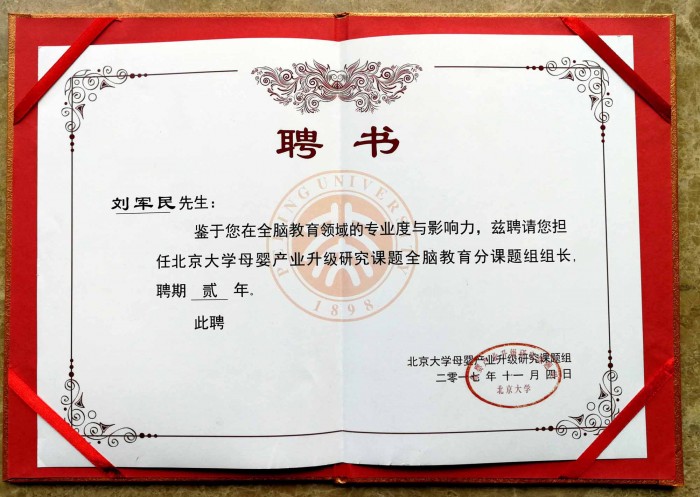 聘书
刘军民先生：
鉴于您在全脑教育领域的专业度与影响力，兹聘请您担
任北京大学母婴产业升级研究课题全脑教育分课题组组长，
聘期 贰 年。
此聘
PEKING UNIVERSITY
1898
北京大学母婴产业升级研究课题组
二零一七 年 十一 月 四 日
北京大学